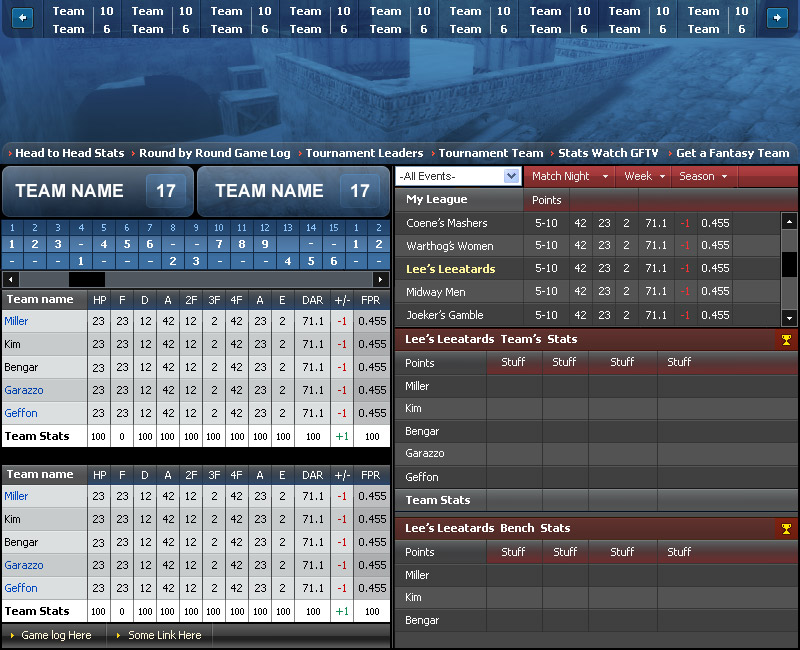 Team 10 Team 10 Team 10 Team 10 Team 10 Team 10 Team 10 Team 10 Team 10
Team 6 Team 6 Team 6 Team 6 Team 6 Team 6 Team 6 Team 6 Team 6
Head to Head Stats Round by Round Game Log Tournament Leaders Tournament Team Stats Watch GFTV Get a Fantasy Team
TEAM NAME 17 TEAM NAME 17
1 2 3 4 5 6 7 8 9 10 11 12 13 14 15 1 2
1 2 3 - 4 5 6 - - 7 8 9 - - 1 2
- - - 1 - - - 2 3 - - - 4 5 6 - -
Team name HP F D A 2F 3F 4F A E DAR +/- FPR
Miller 23 23 12 42 12 2 42 23 2 71.1 -1 0.455
Kim 23 23 12 42 12 2 42 23 2 71.1 -1 0.455
Bengar 23 23 12 42 12 2 42 23 2 71.1 -1 0.455
Garazzo 23 23 12 42 12 2 42 23 2 71.1 -1 0.455
Geffon 23 23 12 42 12 2 42 23 2 71.1 -1 0.455
Team Stats 100 0 100 100 100 100 100 100 100 100 +1 100
Team name HP F D A 2F 3F 4F A E DAR +/- FPR
Miller 23 23 12 42 12 2 42 23 2 71.1 -1 0.455
Kim 23 23 12 42 12 2 42 23 2 71.1 -1 0.455
Bengar 23 23 12 42 12 2 42 23 2 71.1 -1 0.455
Garazzo 23 23 12 42 12 2 42 23 2 71.1 -1 0.455
Geffon 23 23 12 42 12 2 42 23 2 71.1 -1 0.455
Team Stats 100 0 100 100 100 100 100 100 100 100 +1 100
Game log Here Some Link Here
-All Events- Match Night Week Season
My League Points
Coene's Mashers 5-10 42 23 2 71.1 -1 0.455
Warthog's Women 5-10 42 23 2 71.1 -1 0.455
Lee's Leeatards 5-10 42 23 2 71.1 -1 0.455
Midway Men 5-10 42 23 2 71.1 -1 0.455
Joeker's Gamble 5-10 42 23 2 71.1 -1 0.455
Lee's Leeatards Team's Stats
Points Stuff Stuff Stuff Stuff
Miller
Kim
Bengar
Garazzo
Geffon
Team Stats
Lee's Leeatards Bench Stats
Points Stuff Stuff Stuff Stuff
Miller
Kim
Bengar